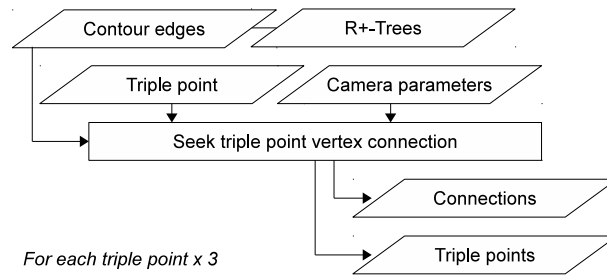 Contour edges
R+-Trees
Triple point
Camera parameters
Seek triple point vertex connection
Connections
Triple points
For each triple point x 3